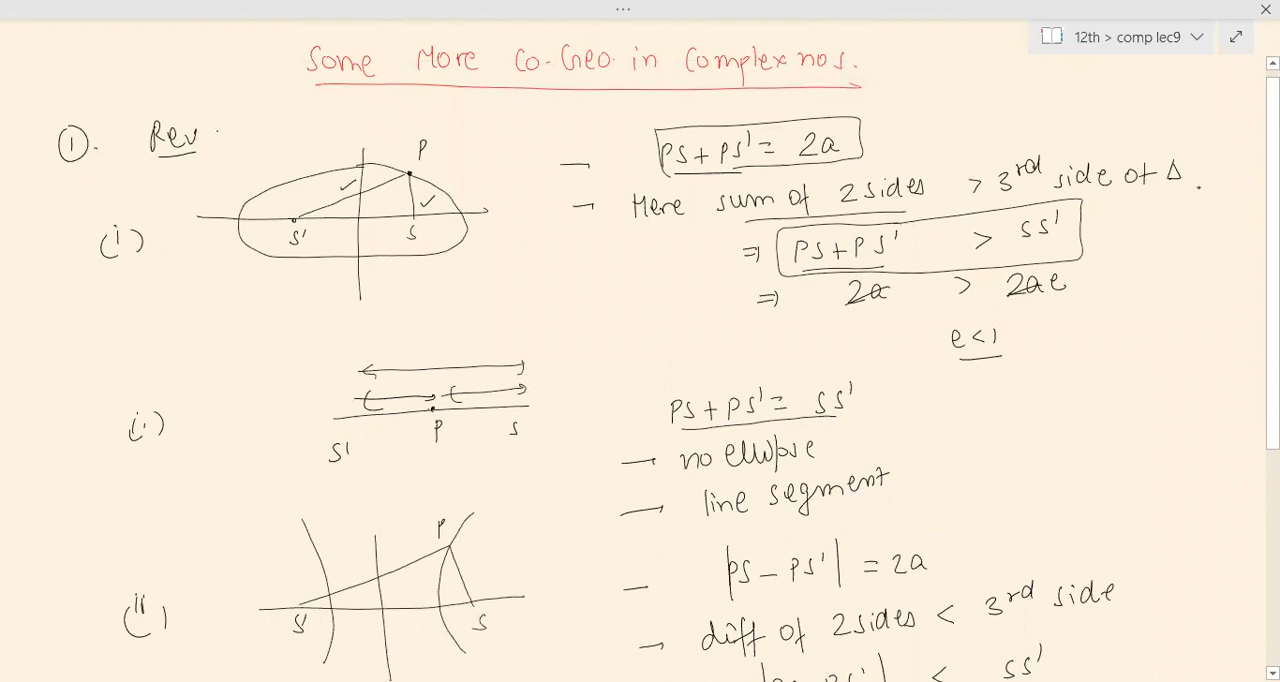 ...
12th > comp lec9
Some More Co-Geo in Complex nos.
①. Rev.
(i)
P
S' S
— PS + PS' = 2a
— Here sum of 2 sides > 3rd side of Δ.
⇒ PS + PS' > SS'
⇒ 2a > 2ae
e < 1
(i)
S' P S
PS + PS' = SS'
— no ellipse
— line segment
(ii)
P
S' S
— |PS - PS'| = 2a
— diff of 2 sides < 3rd side
< SS'